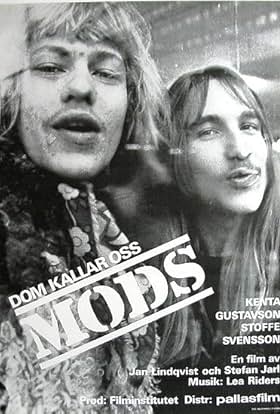 DOM KALLAR OSS
MODS
KENTA
GUSTAVSON
STOFFE
SVENSSON
En film av
Jan Lindqvist och Stefan Jarl
Musik: Lea Riders
Prod: Filminstitutet Distr: pallasfilm